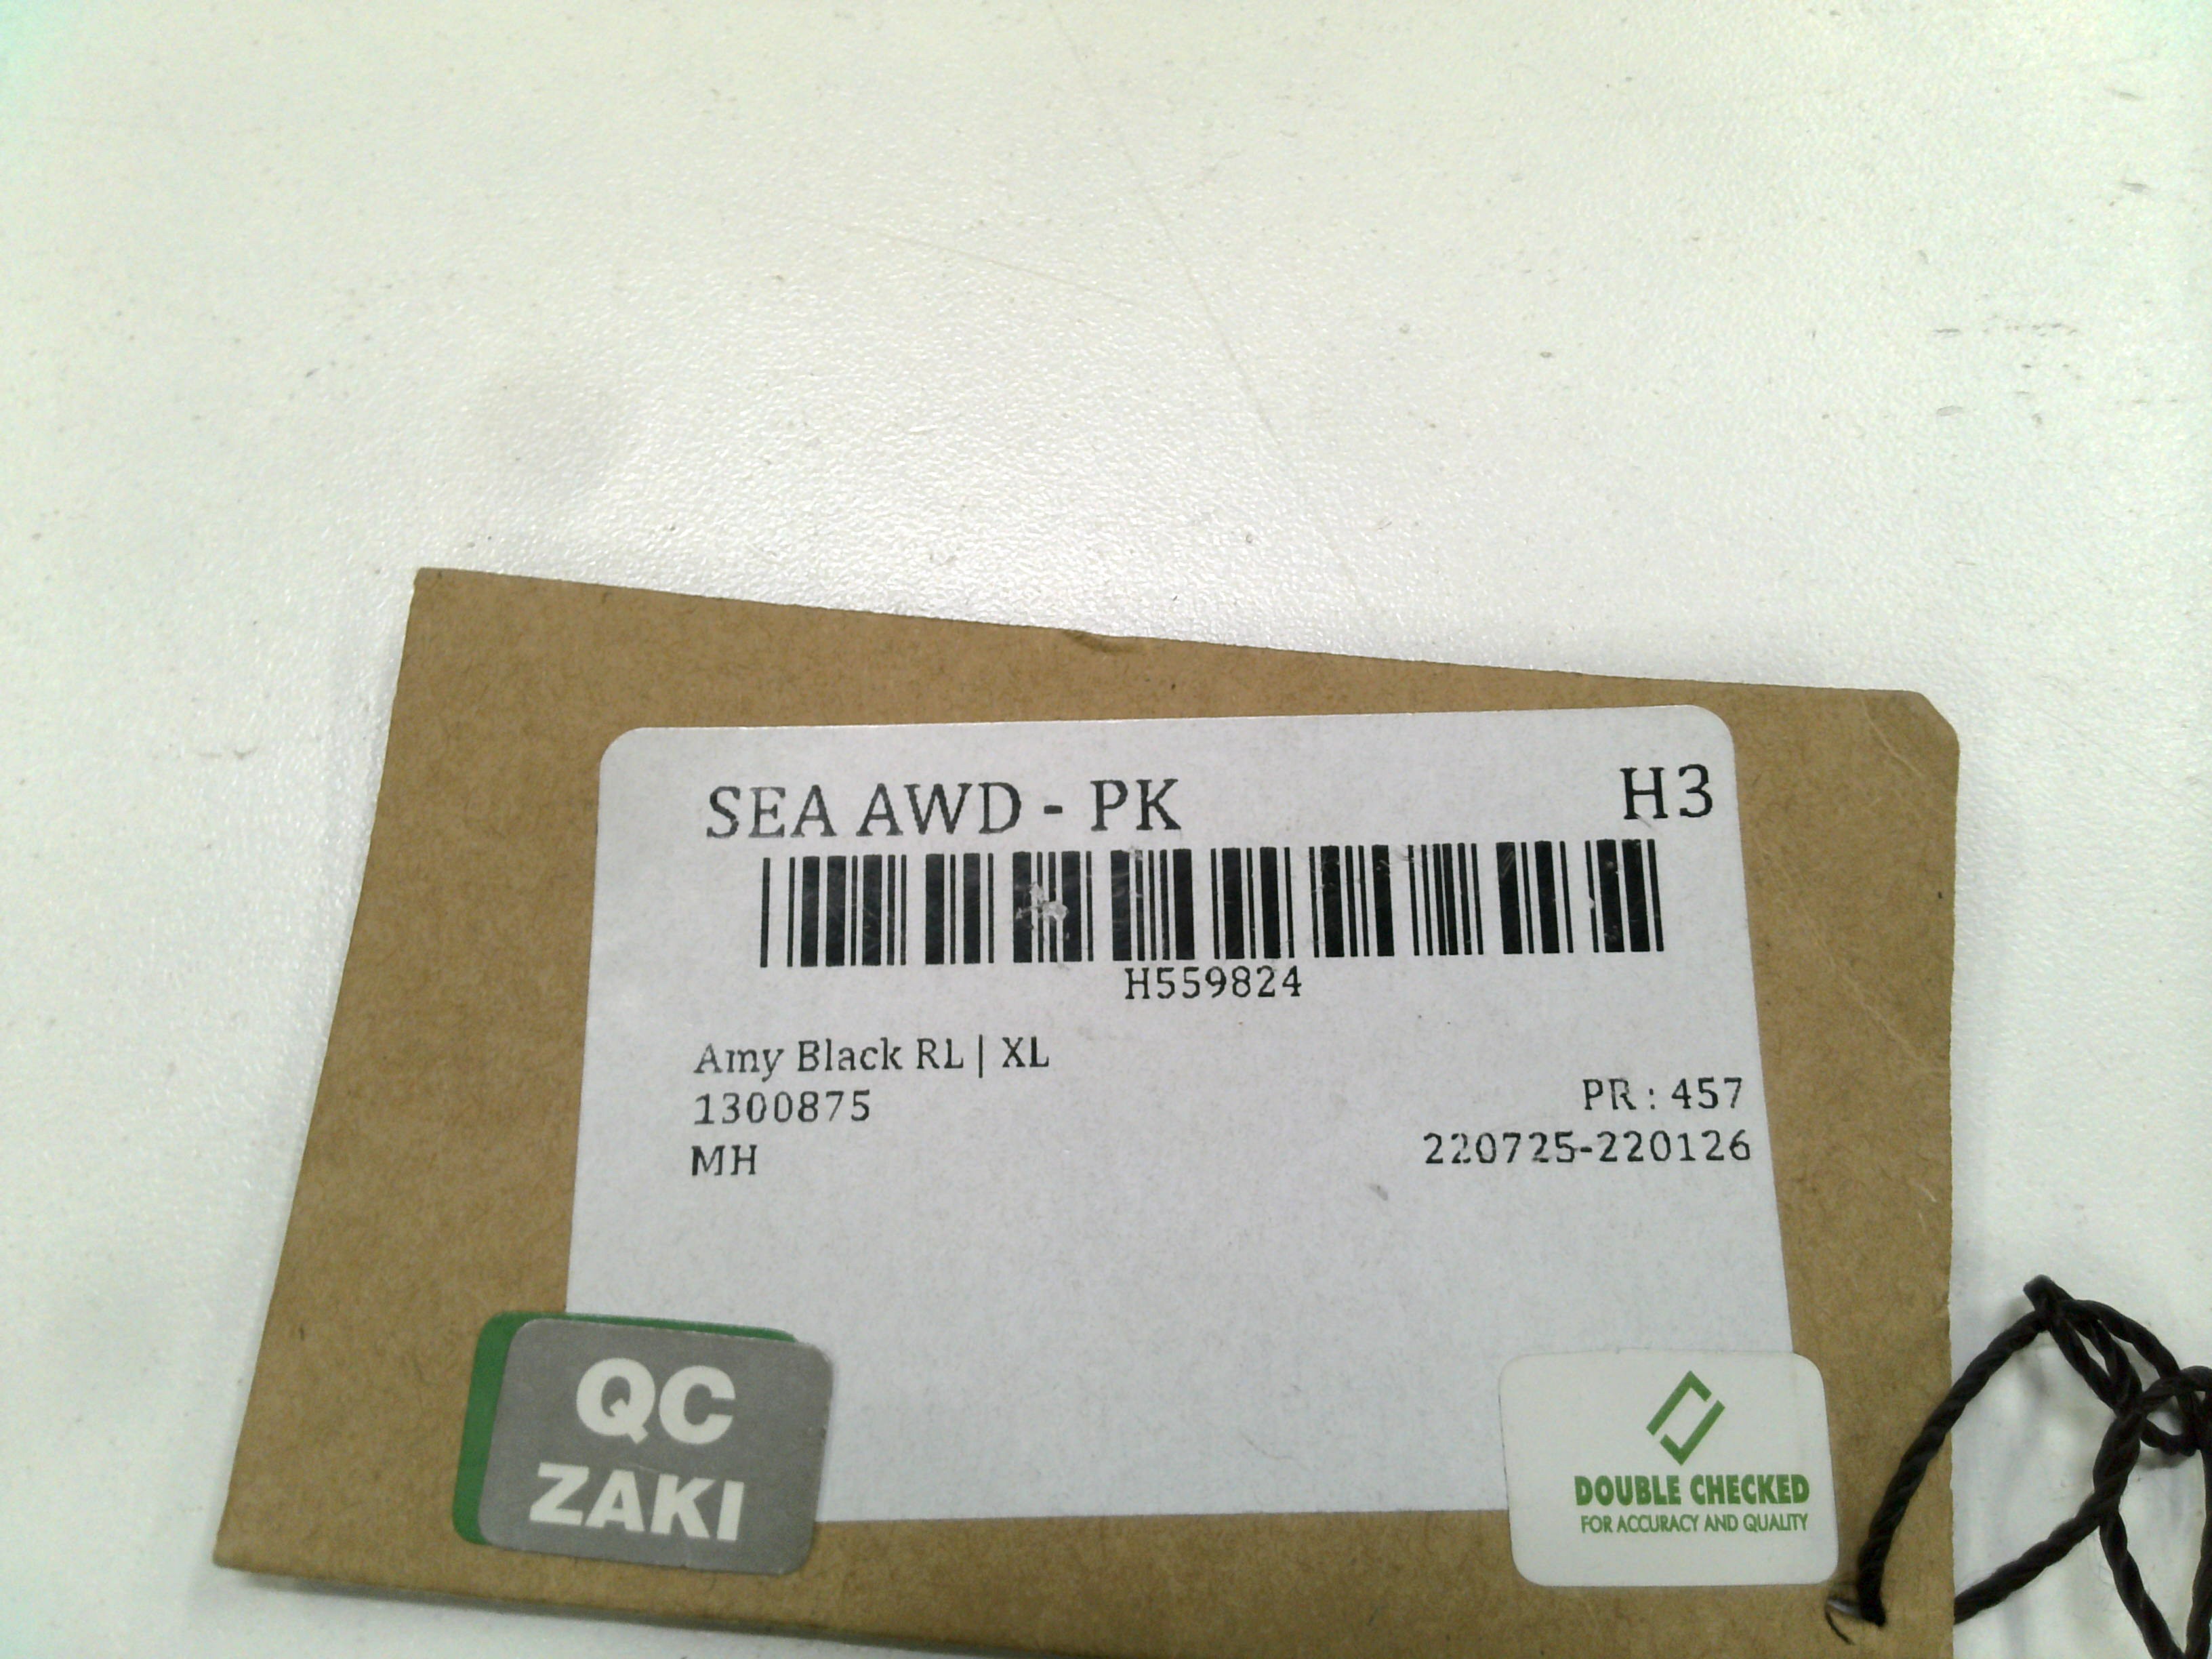 SEA AWD - PK
H3
H559824
Amy Black RL | XL
1300875
PR : 457
MH
220725-220126
QC
ZAKI
DOUBLE CHECKED
FOR ACCURACY AND QUALITY